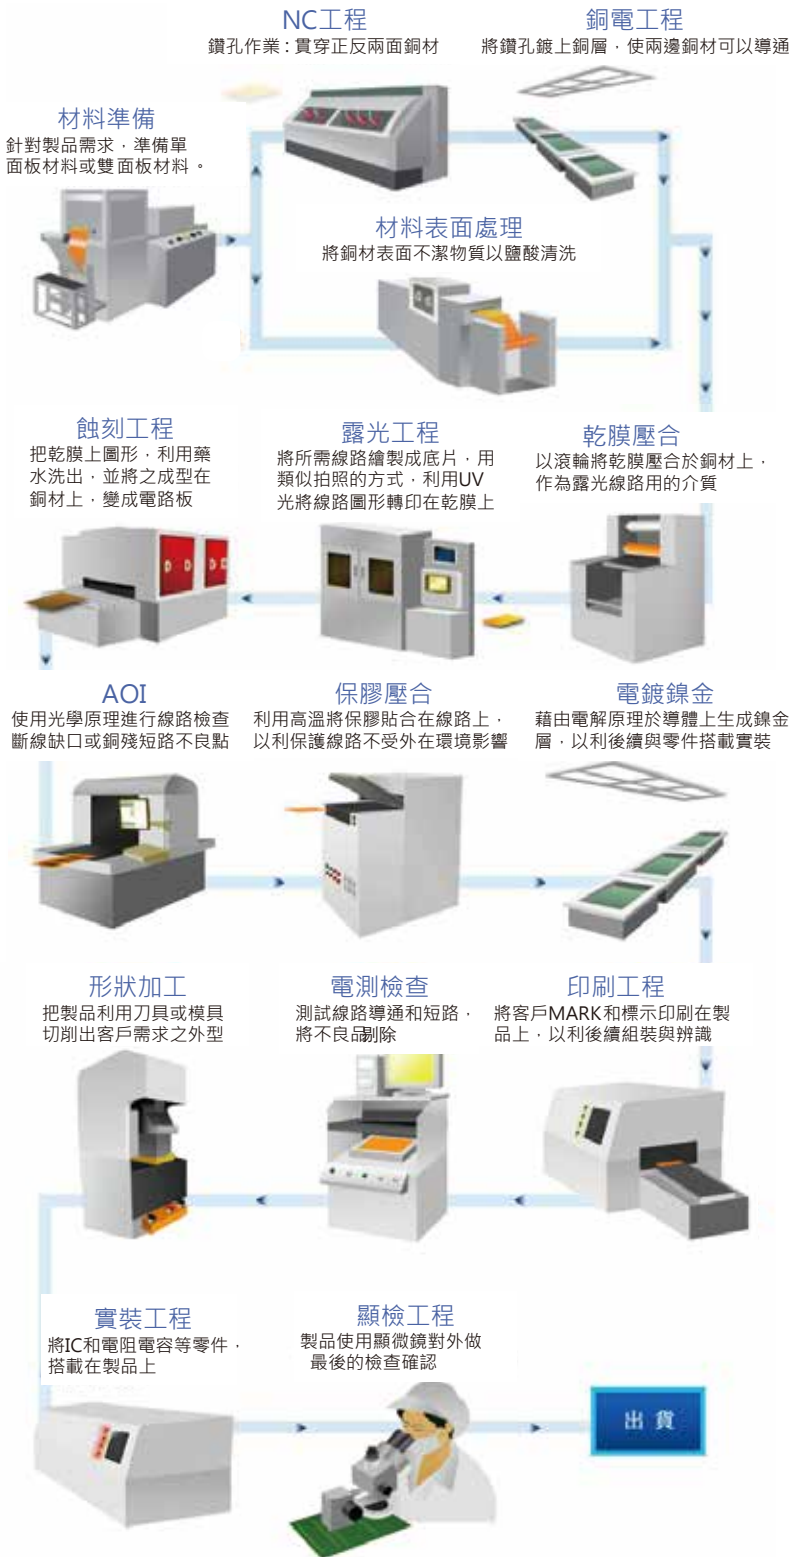 NC工程
鑽孔作業：貫穿正反兩面銅材
銅電工程
將鑽孔鍍上銅層，使兩邊銅材可以導通
材料準備
針對製品需求，準備單
面板材料或雙面板材料。
材料表面處理
將銅材表面不潔物質以鹽酸清洗
蝕刻工程
把乾膜上圖形，利用藥
水洗出，並將之成型在
銅材上，變成電路板
露光工程
將所需線路繪製成底片，用
類似拍照的方式，利用UV
光將線路圖形轉印在乾膜上
乾膜壓合
以滾輪將乾膜壓合於銅材上，
作為露光線路用的介質
AOI
使用光學原理進行線路檢查
斷線缺口或銅殘短路不良點
保膠壓合
利用高溫將保膠貼合在線路上，
以利保護線路不受外在環境影響
電鍍鎳金
藉由電解原理於導體上生成鎳金
層，以利後續與零件搭載實裝
形狀加工
把製品利用刀具或模具
切削出客戶需求之外型
電測檢查
測試線路導通和短路，
將不良品剔除
印刷工程
將客戶MARK和標示印刷在製
品上，以利後續組裝與辨識
實裝工程
將IC和電阻電容等零件，
搭載在製品上
顯檢工程
製品使用顯微鏡對外做
最後的檢查確認
出貨